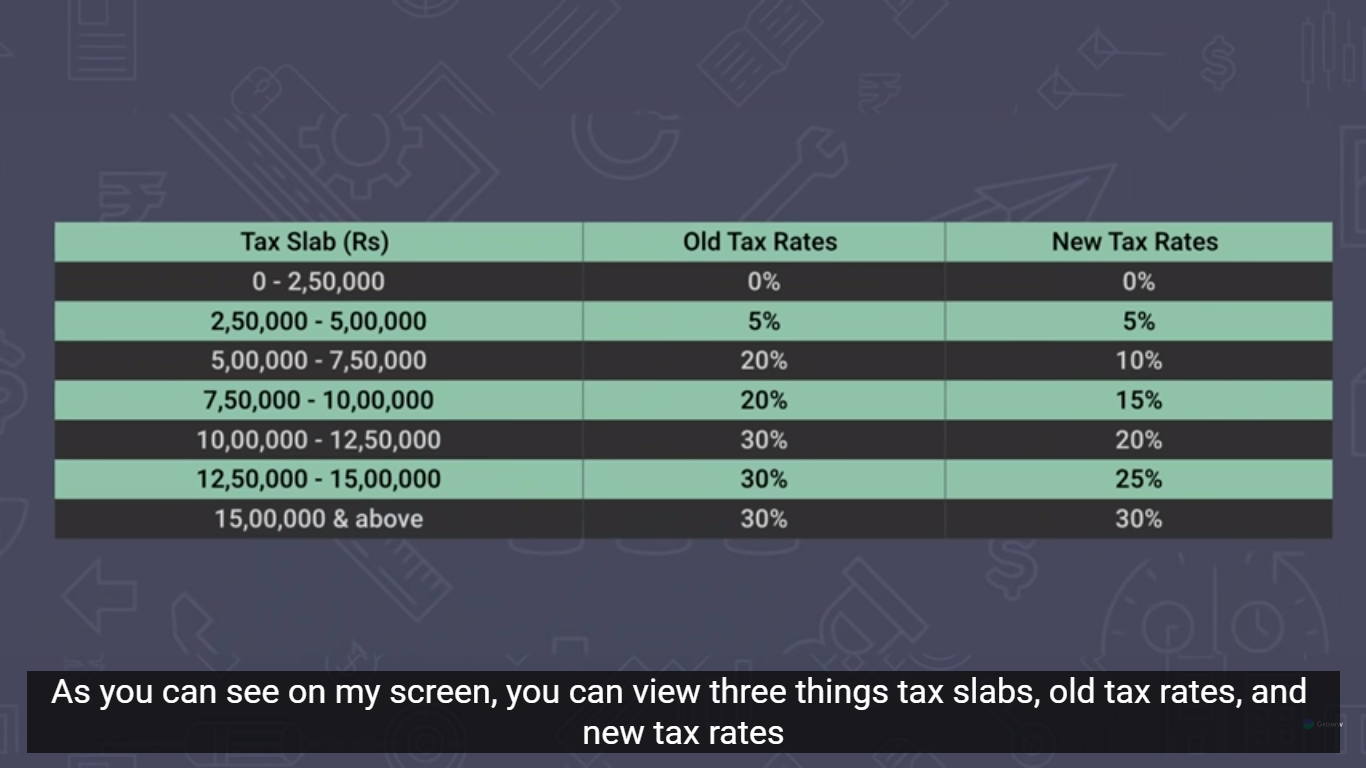 Tax Slab (Rs) Old Tax Rates New Tax Rates
0 - 2,50,000 0% 0%
2,50,000 - 5,00,000 5% 5%
5,00,000 - 7,50,000 20% 10%
7,50,000 - 10,00,000 20% 15%
10,00,000 - 12,50,000 30% 20%
12,50,000 - 15,00,000 30% 25%
15,00,000 & above 30% 30%
As you can see on my screen, you can view three things tax slabs, old tax rates, and
new tax rates
Groww